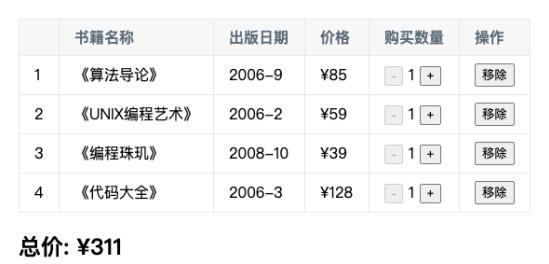 书籍名称 出版日期 价格 购买数量 操作
1 《算法导论》 2006-9 ¥85 - 1 + 移除
2 《UNIX编程艺术》 2006-2 ¥59 - 1 + 移除
3 《编程珠玑》 2008-10 ¥39 - 1 + 移除
4 《代码大全》 2006-3 ¥128 - 1 + 移除
总价: ¥311